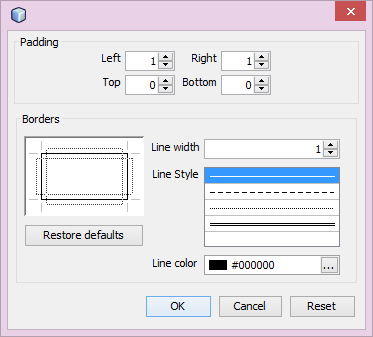 Padding
Left 1 Right 1
Top 0 Bottom 0
Borders
Line width 1
Line Style
Restore defaults
Line color #000000 ...
OK Cancel Reset